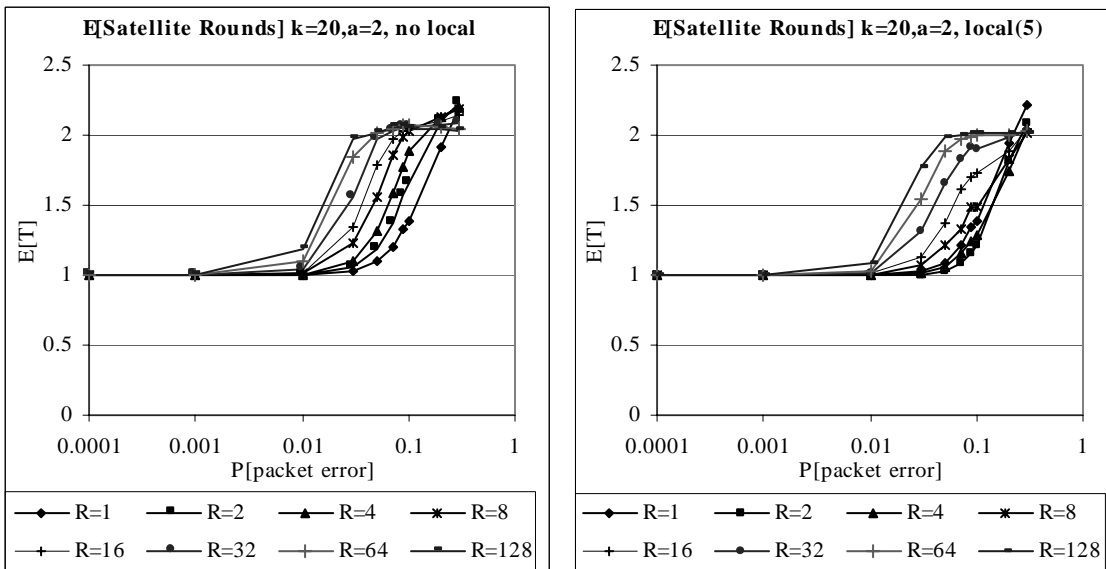 E[Satellite Rounds] k=20,a=2, no local
2.5
2
1.5
1
0.5
0
E[T]
0.0001 0.001 0.01 0.1 1
P[packet error]
R=1 R=2 R=4 R=8
R=16 R=32 R=64 R=128
E[Satellite Rounds] k=20,a=2, local(5)
2.5
2
1.5
1
0.5
0
E[T]
0.0001 0.001 0.01 0.1 1
P[packet error]
R=1 R=2 R=4 R=8
R=16 R=32 R=64 R=128